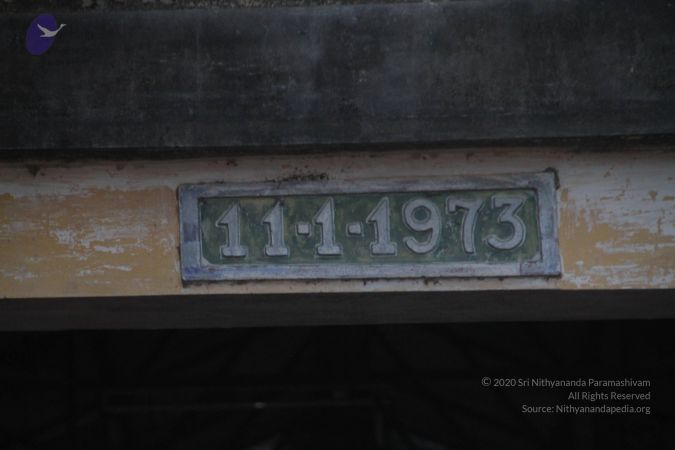 11-1-1973
© 2020 Sri Nithyananda Paramashivam
All Rights Reserved
Source: Nithyanandapedia.org